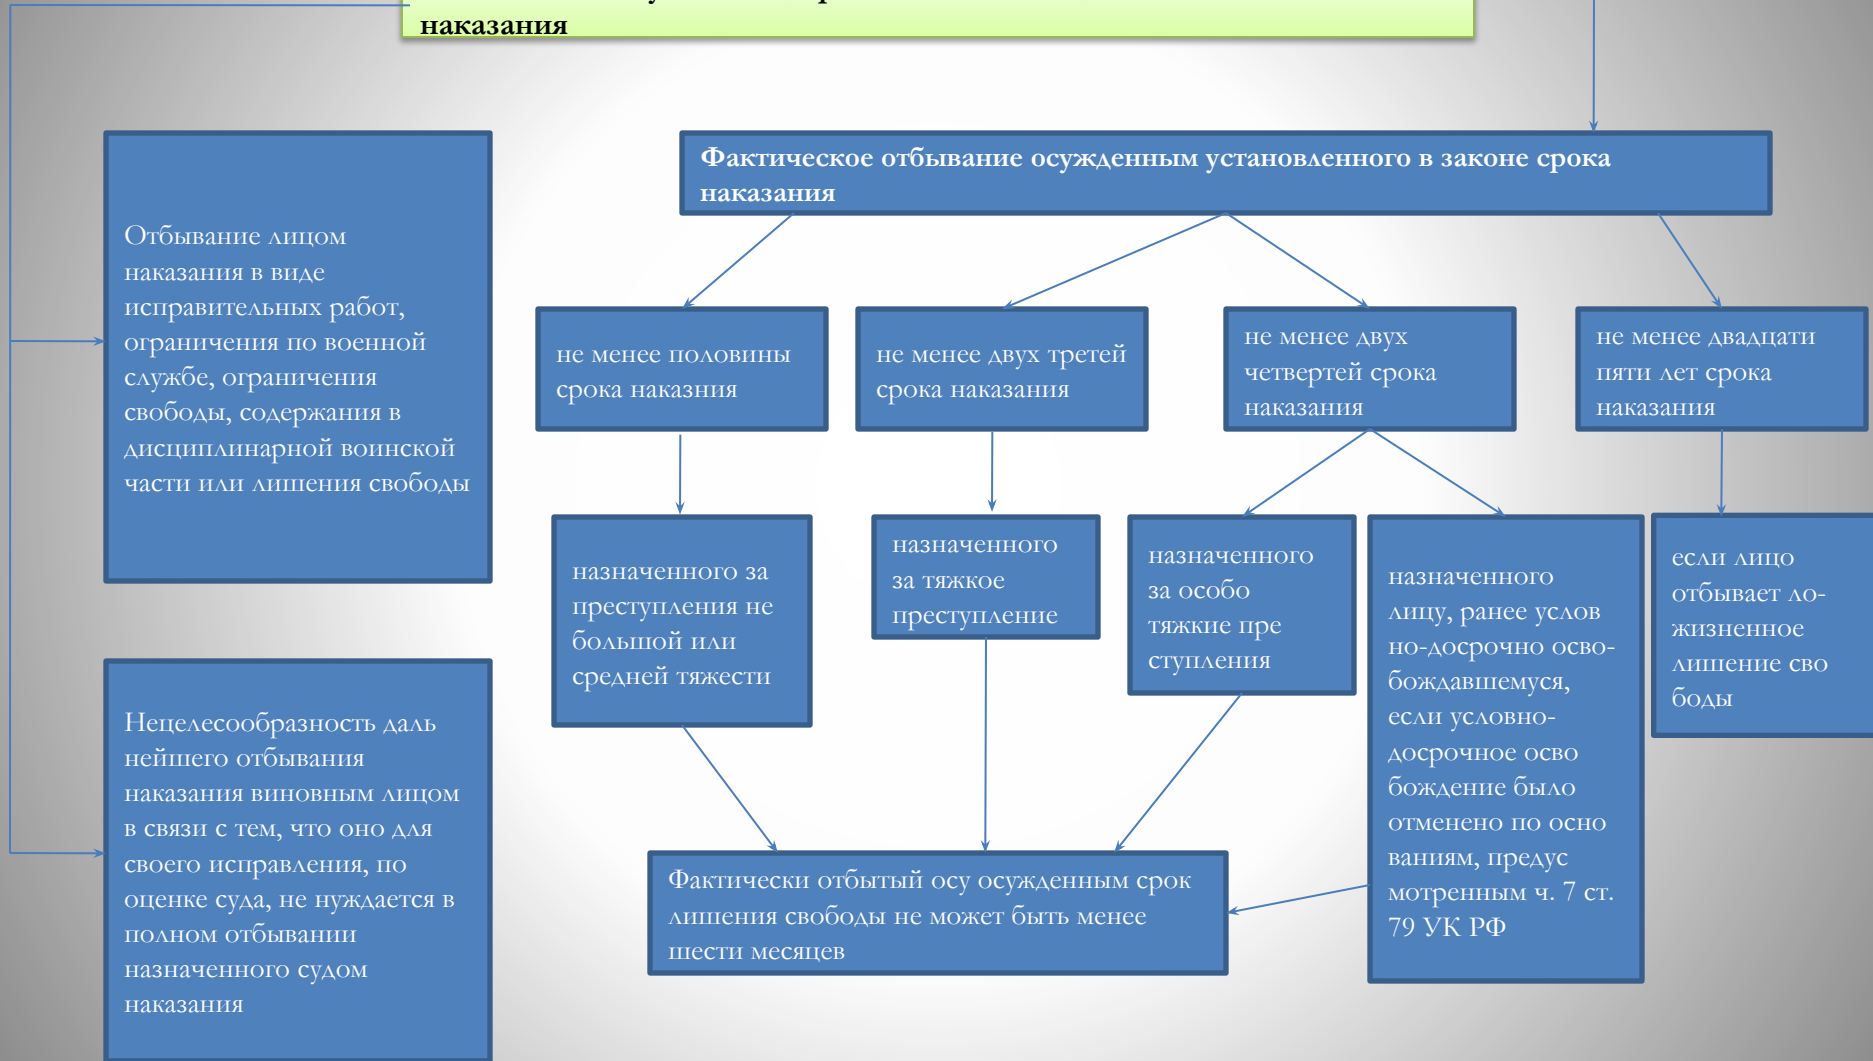 наказания
Отбывание лицом
наказания в виде
исправительных работ,
ограничения по военной
службе, ограничения
свободы, содержания в
дисциплинарной воинской
части или лишения свободы
Нецелесообразность даль
нейшего отбывания
наказания виновным лицом
в связи с тем, что оно для
своего исправления, по
оценке суда, не нуждается в
полном отбывании
назначенного судом
наказания
Фактическое отбывание осужденным установленного в законе срока
наказания
не менее половины
срока наказния
не менее двух третей
срока наказания
не менее двух
четвертей срока
наказания
не менее двадцати
пяти лет срока
наказания
назначенного за
преступления не
большой или
средней тяжести
назначенного
за тяжкое
преступление
назначенного
за особо
тяжкие пре
ступления
назначенного
лицу, ранее услов
но-досрочно осво-
бождавшемуся,
если условно-
досрочное осво
бождение было
отменено по осно
ваниям, предус
мотренным ч. 7 ст.
79 УК РФ
если лицо
отбывает ло-
жизненное
лишение сво
боды
Фактически отбытый осу осужденным срок
лишения свободы не может быть менее
шести месяцев